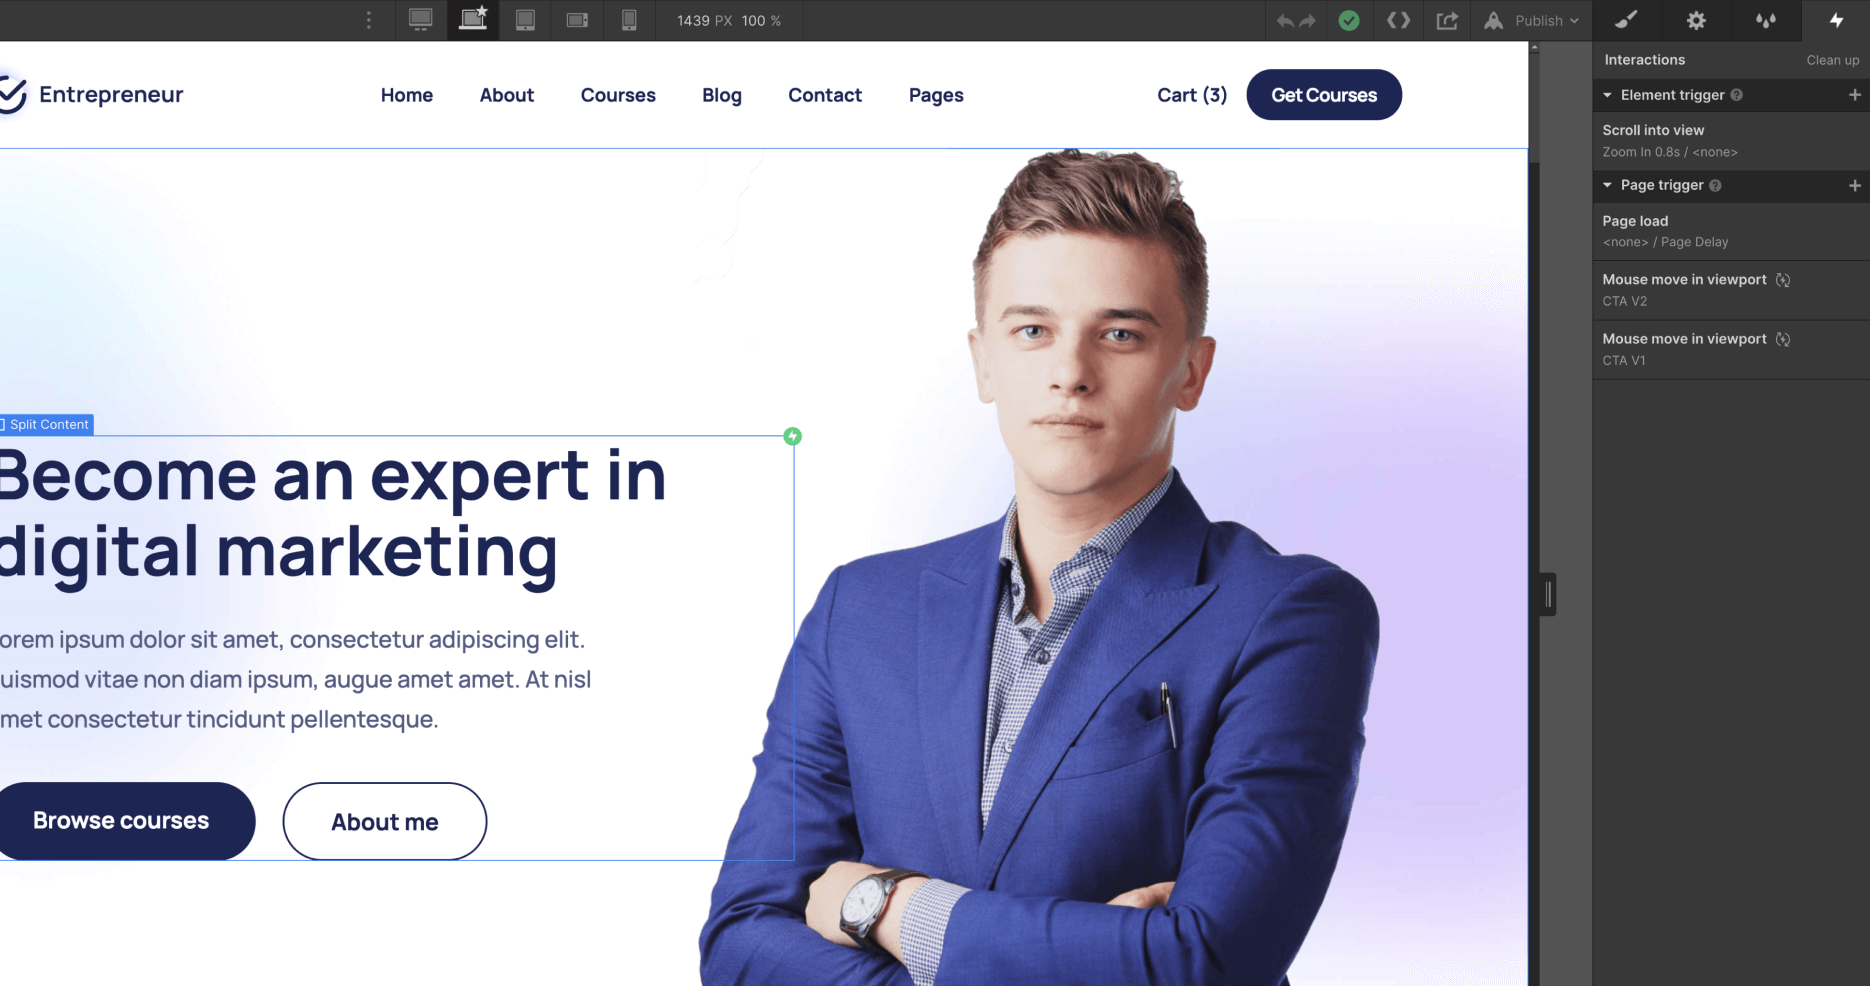 1439 PX 100 %
Publish
Interactions
Clean up
Entrepreneur
Home
About
Courses
Blog
Contact
Pages
Cart (3)
Get Courses
Element trigger ?
Scroll into view
Zoom In 0.8s / <none>
Page trigger ?
Page load
<none> / Page Delay
Mouse move in viewport
CTA V2
Mouse move in viewport
CTA V1
Split Content
Become an expert in
digital marketing
orem ipsum dolor sit amet, consectetur adipiscing elit.
uismod vitae non diam ipsum, augue amet amet. At nisl
met consectetur tincidunt pellentesque.
Browse courses
About me